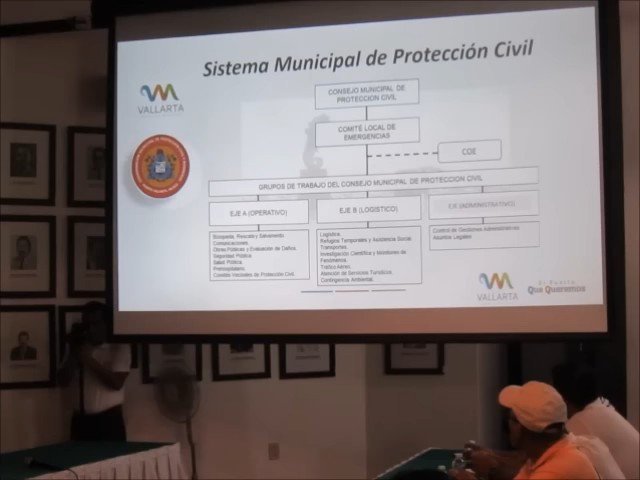 Sistema Municipal de Protección Civil
VALLARTA
CONSEJO MUNICIPAL DE
PROTECCION CIVIL
COMITÉ LOCAL DE
EMERGENCIAS
COE
GRUPOS DE TRABAJO DEL CONSEJO MUNICIPAL DE PROTECCION CIVIL
EJE A (OPERATIVO)
Búsqueda, Rescate y Salvamento.
Comunicaciones.
Obras Públicas y Evaluación de Daños.
Seguridad Pública.
Salud Pública.
Prehospitalario.
Comités Vecinales de Protección Civil.
EJE B (LOGISTICO)
Logística.
Refugios Temporales y Asistencia Social.
Transportes.
Investigación Científica y Monitoreo de
Fenómenos.
Tráfico Aéreo.
Atención de Servicios Turísticos.
Contingencia Ambiental.
(ADMINISTRATIVO)
Control de Gestiones Administrativas
Asuntos Legales
VALLARTA
El Puerto
Que Queremos